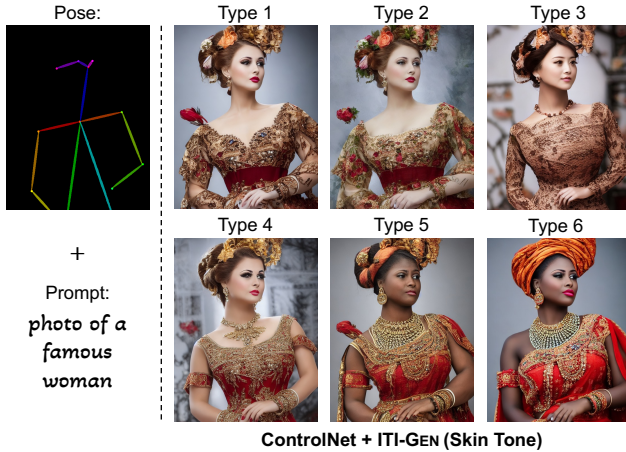 Pose:
Type 1
Type 2
Type 3
Type 4
Type 5
Type 6
+
Prompt:
photo of a
famous
woman
ControlNet + ITI-GEN (Skin Tone)